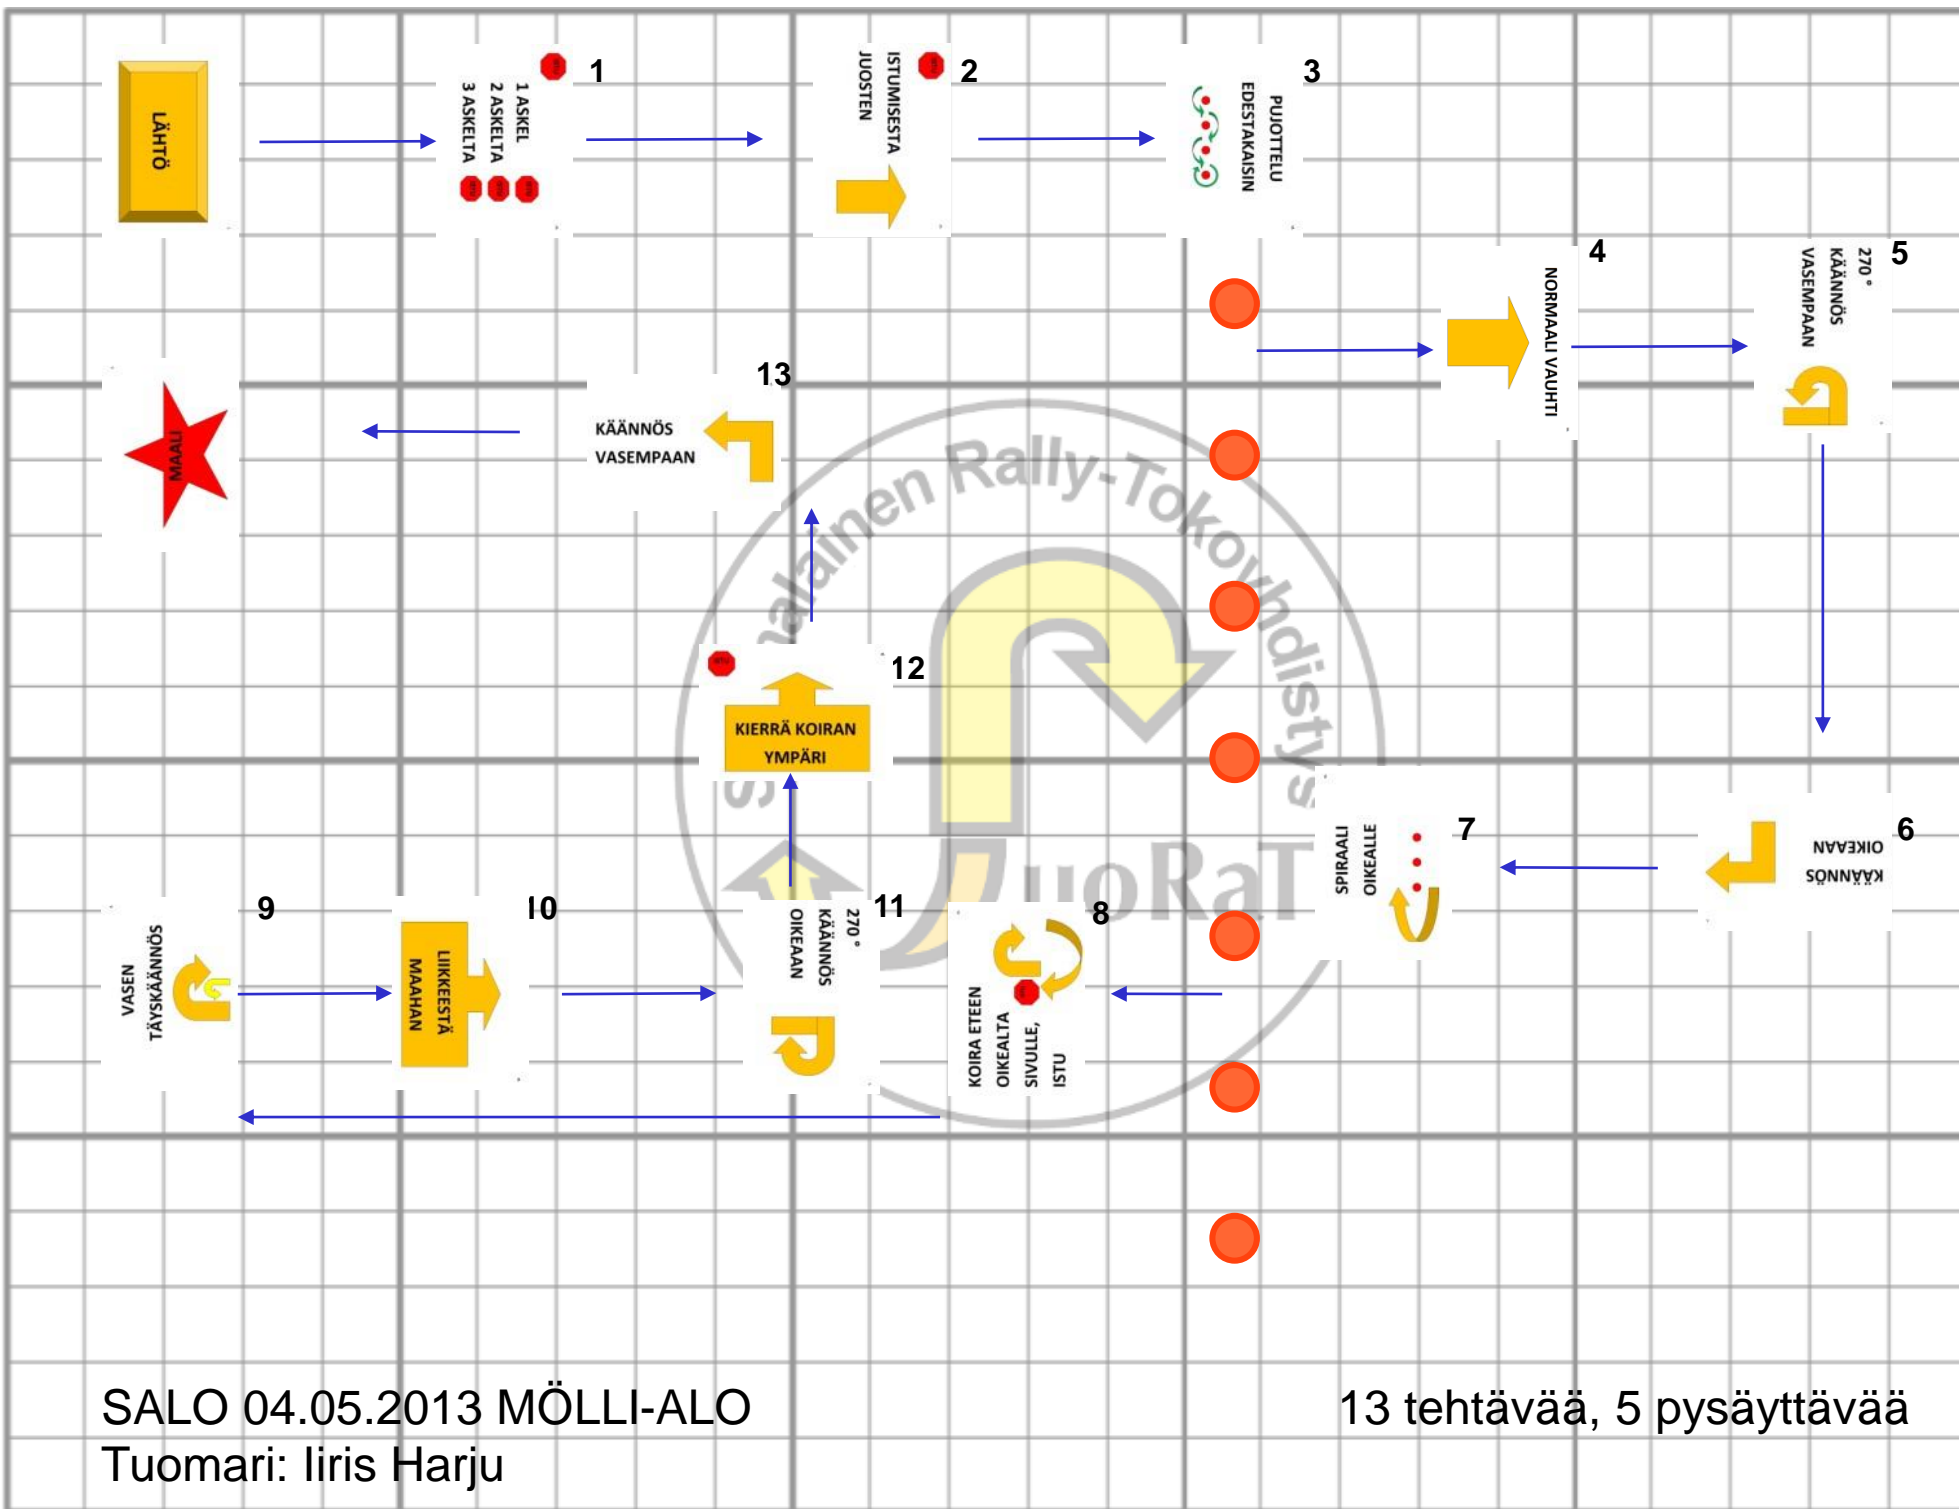 LÄHTÖ
1
1 ASKEL
2 ASKELTA
3 ASKELTA
2
ISTUMISESTA
JUOSTEN
3
PUJOTTELU
EDESTAKAISIN
4
NORMAALI VAUHTI
5
270 °
KÄÄNNÖS
VASEMPAAN
6
KÄÄNNÖS
OIKEAAN
7
SPIRAALI
OIKEALLE
8
KOIRA ETEEN
OIKEALTA
SIVULLE,
ISTU
9
VASEN
TÄYSKÄÄNNÖS
10
LIIKKEESTÄ
MAAHAN
11
270 °
KÄÄNNÖS
OIKEAAN
12
KIERRÄ KOIRAN
YMPÄRI
13
KÄÄNNÖS
VASEMPAAN
MAALI
Rally-Tokoyhdistys
uoRaT
SALO 04.05.2013 MÖLLI-ALO
Tuomari: Iiris Harju
13 tehtävää, 5 pysäyttävää